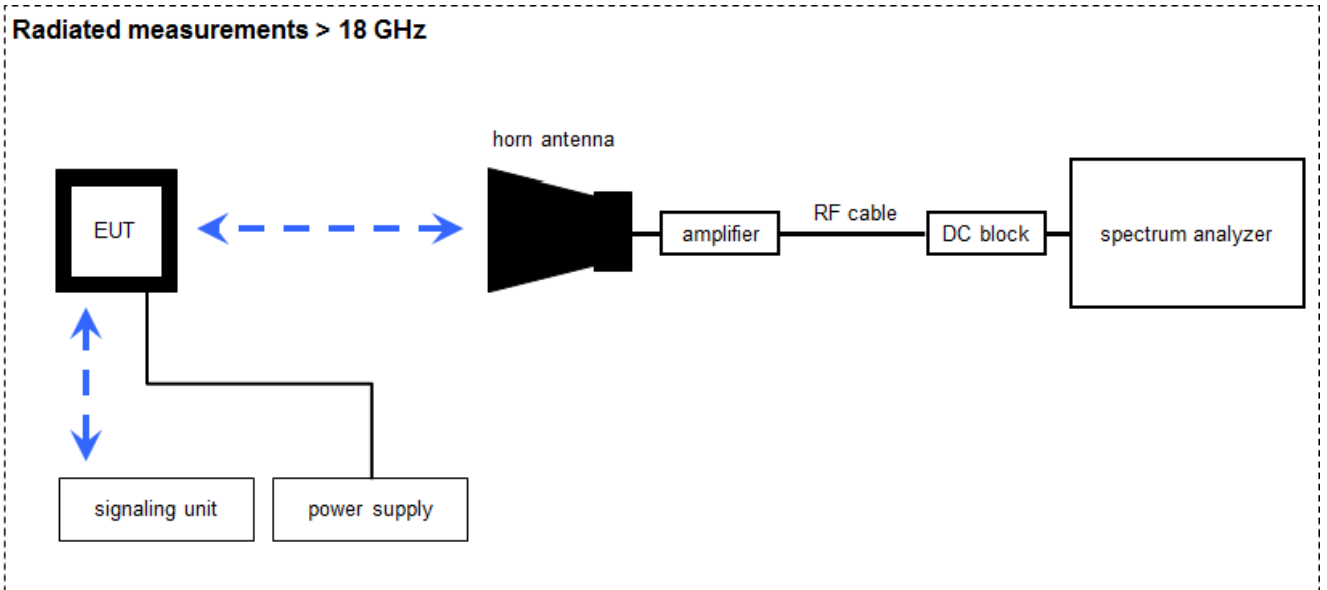 Radiated measurements > 18 GHz
horn antenna
EUT
amplifier
RF cable
DC block
spectrum analyzer
signaling unit
power supply